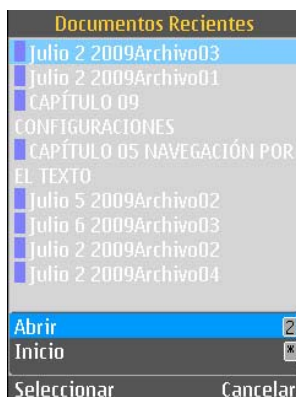 Documentos Recientes
Julio 2 2009Archivo03
Julio 2 2009Archivo01
CAPÍTULO 09
CONFIGURACIONES
CAPÍTULO 05 NAVEGACIÓN POR
EL TEXTO
Julio 5 2009Archivo02
Julio 6 2009Archivo03
Julio 2 2009Archivo02
Julio 2 2009Archivo04
Abrir 2
Inicio *
Seleccionar Cancelar